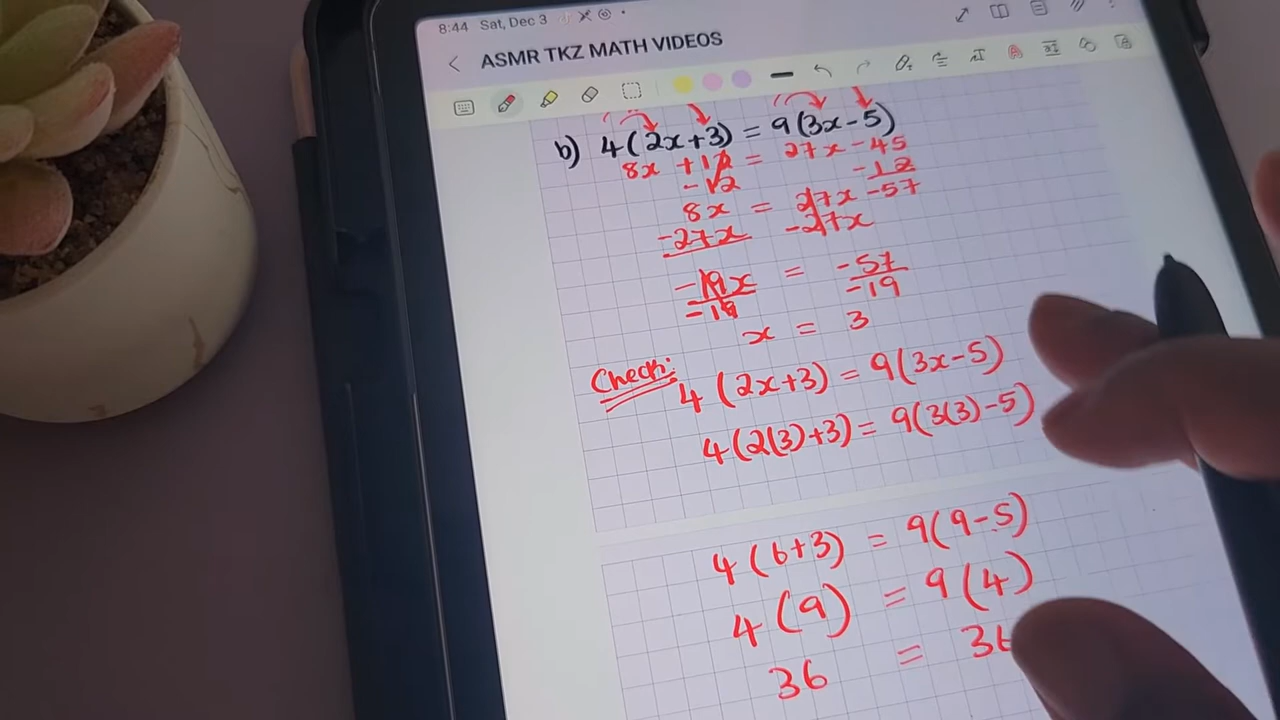 8:44 Sat, Dec 3
ASMR TKZ MATH VIDEOS
b) 4(2x+3) = 9(3x-5)
8x +12 = 27x -45
-12 -12
8x = 27x -57
-27x -27x
-19x = -57
-19 -19
x = 3
Check:
4(2x+3) = 9(3x-5)
4(2(3)+3) = 9(3(3)-5)
4(6+3) = 9(9-5)
4(9) = 9(4)
36 = 36